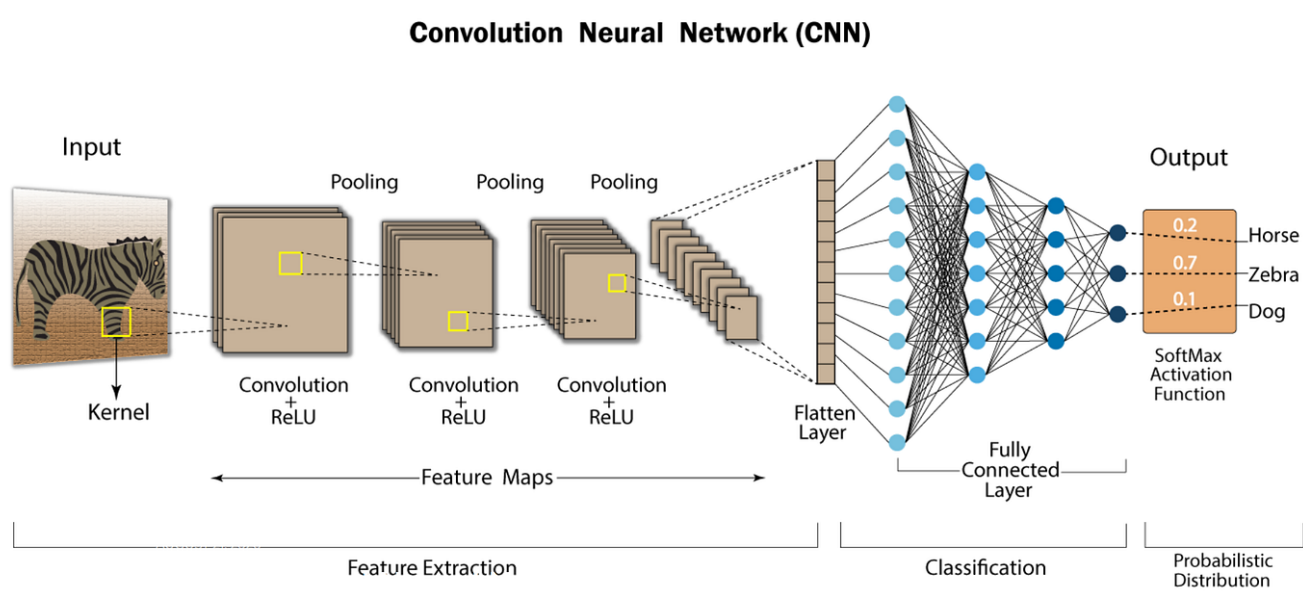 Convolution Neural Network (CNN)
Input
Pooling
Pooling
Pooling
Output
0.2
Horse
0.7
Zebra
0.1
Dog
Kernel
Convolution
+
ReLU
Convolution
+
ReLU
Convolution
+
ReLU
Flatten
Layer
SoftMax
Activation
Function
Feature Maps
Fully
Connected
Layer
Feature Extraction
Classification
Probabilistic
Distribution